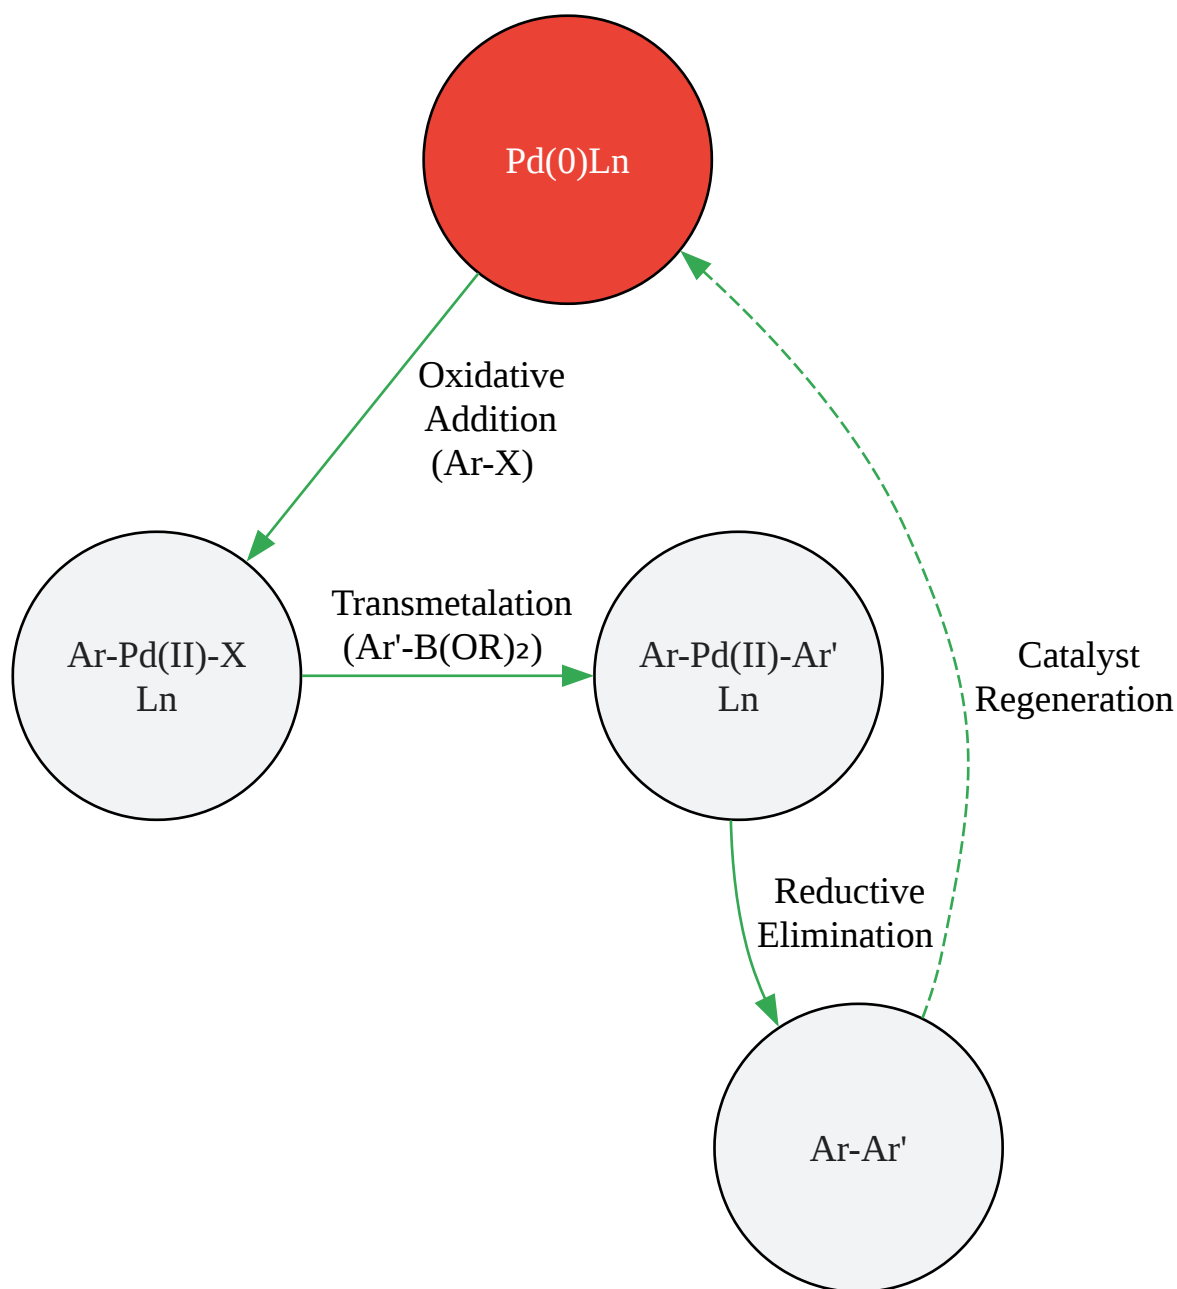 Pd(0)Ln
Oxidative
Addition
(Ar-X)
Transmetalation
(Ar'-B(OR)₂)
Ar-Pd(II)-X
Ln
Ar-Pd(II)-Ar'
Ln
Catalyst
Regeneration
Reductive
Elimination
Ar-Ar'